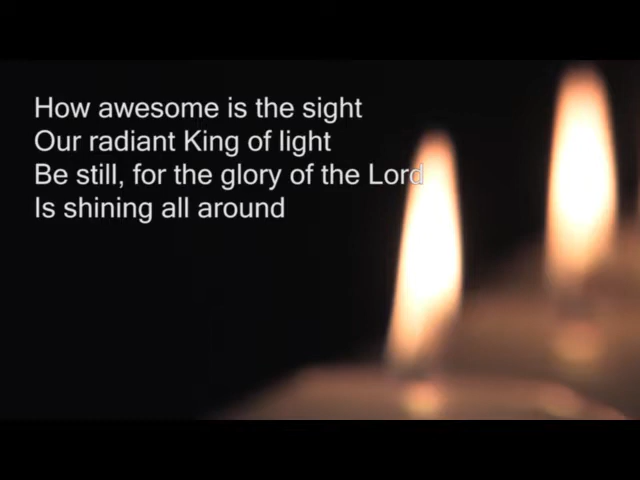 How awesome is the sight
Our radiant King of light
Be still, for the glory of the Lord
Is shining all around